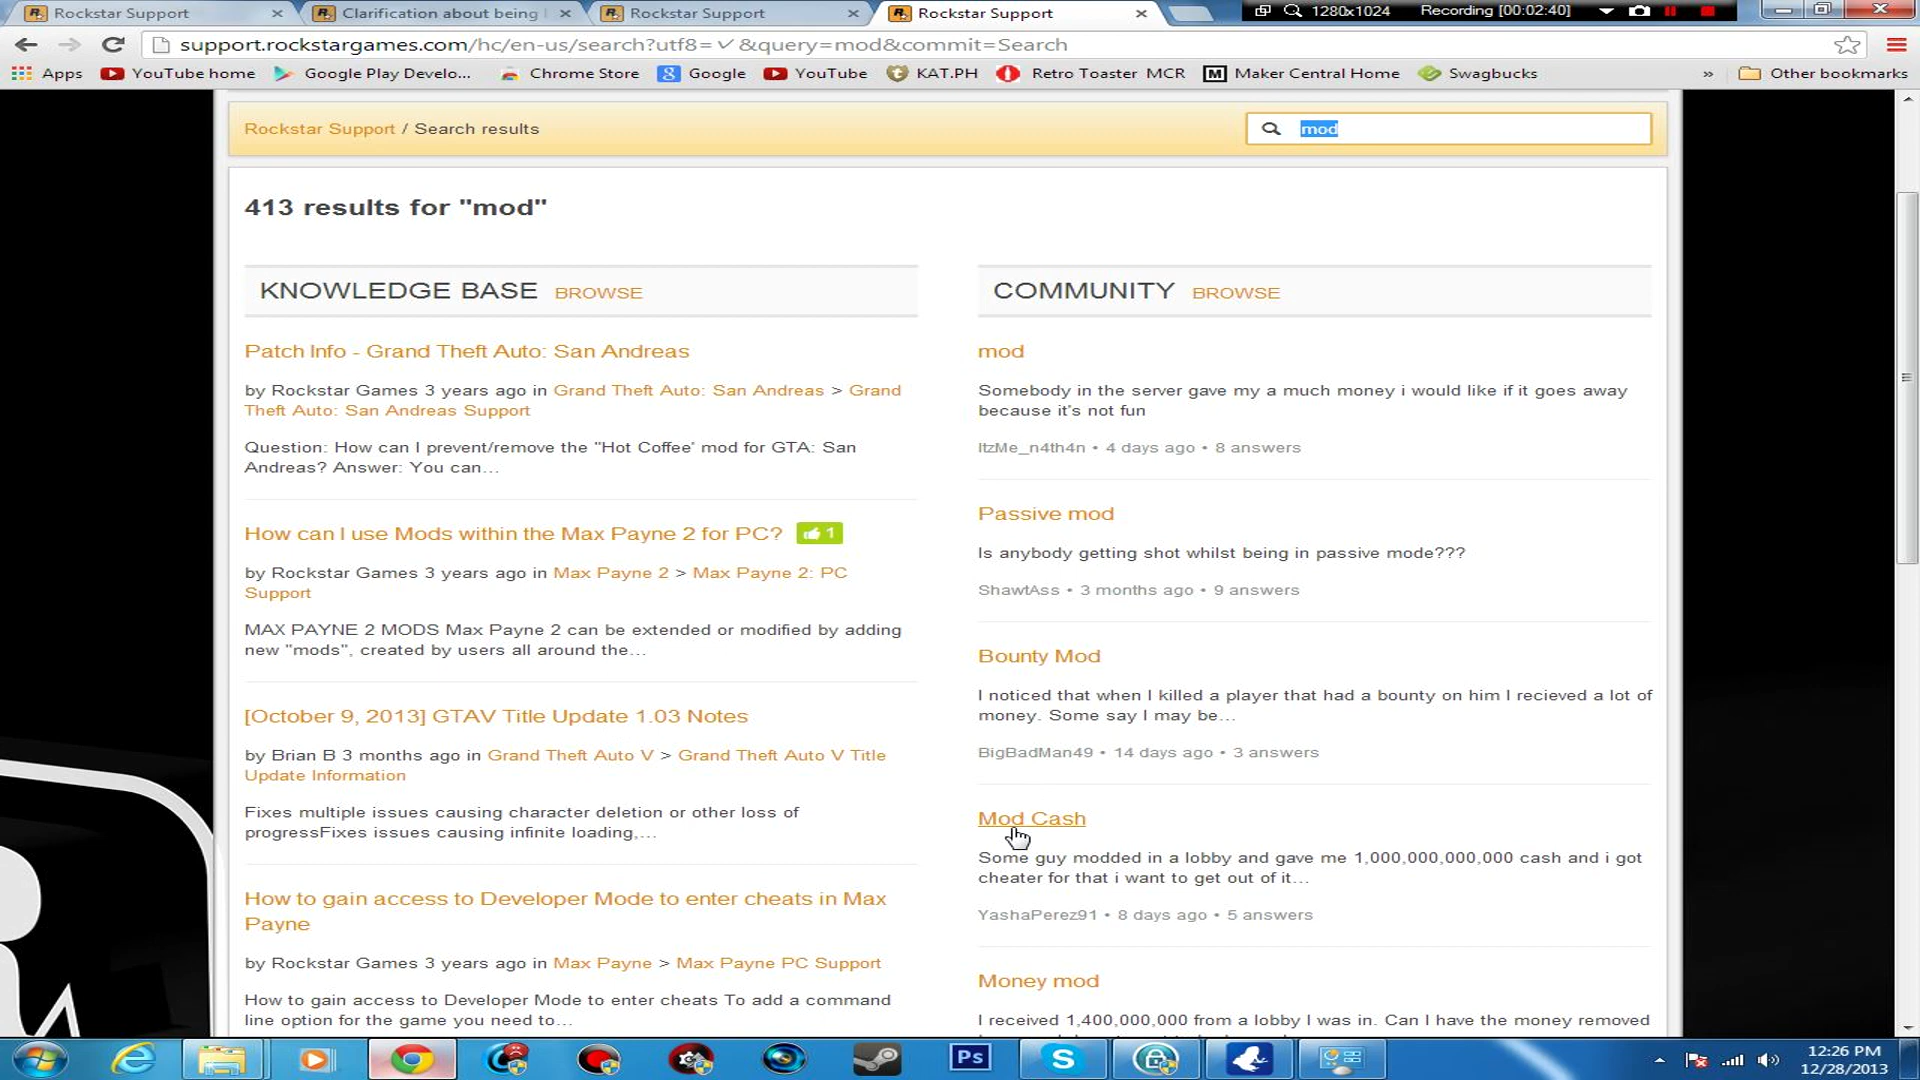 Rockstar Support
Clarification about being
Rockstar Support
Rockstar Support
1280x1024
Recording [00:02:40]
support.rockstargames.com/hc/en-us/search?utf8=✓&query=mod&commit=Search
Apps
YouTube home
Google Play Develo...
Chrome Store
Google
YouTube
KAT.PH
Retro Toaster MCR
Maker Central Home
Swagbucks
»
Other bookmarks
Rockstar Support / Search results
mod
413 results for "mod"
KNOWLEDGE BASE BROWSE
Patch Info - Grand Theft Auto: San Andreas
by Rockstar Games 3 years ago in Grand Theft Auto: San Andreas > Grand
Theft Auto: San Andreas Support
Question: How can I prevent/remove the "Hot Coffee' mod for GTA: San
Andreas? Answer: You can...
How can I use Mods within the Max Payne 2 for PC? 1
by Rockstar Games 3 years ago in Max Payne 2 > Max Payne 2: PC
Support
MAX PAYNE 2 MODS Max Payne 2 can be extended or modified by adding
new "mods", created by users all around the...
[October 9, 2013] GTAV Title Update 1.03 Notes
by Brian B 3 months ago in Grand Theft Auto V > Grand Theft Auto V Title
Update Information
Fixes multiple issues causing character deletion or other loss of
progressFixes issues causing infinite loading,...
How to gain access to Developer Mode to enter cheats in Max
Payne
by Rockstar Games 3 years ago in Max Payne > Max Payne PC Support
How to gain access to Developer Mode to enter cheats To add a command
line option for the game you need to...
COMMUNITY BROWSE
mod
Somebody in the server gave my a much money i would like if it goes away
because it's not fun
ItzMe_n4th4n • 4 days ago • 8 answers
Passive mod
Is anybody getting shot whilst being in passive mode???
ShawtAss • 3 months ago • 9 answers
Bounty Mod
I noticed that when I killed a player that had a bounty on him I recieved a lot of
money. Some say I may be...
BigBadMan49 • 14 days ago • 3 answers
Mod Cash
Some guy modded in a lobby and gave me 1,000,000,000,000 cash and i got
cheater for that i want to get out of it...
YashaPerez91 • 8 days ago • 5 answers
Money mod
I received 1,400,000,000 from a lobby I was in. Can I have the money removed
Ps
12:26 PM
12/28/2013